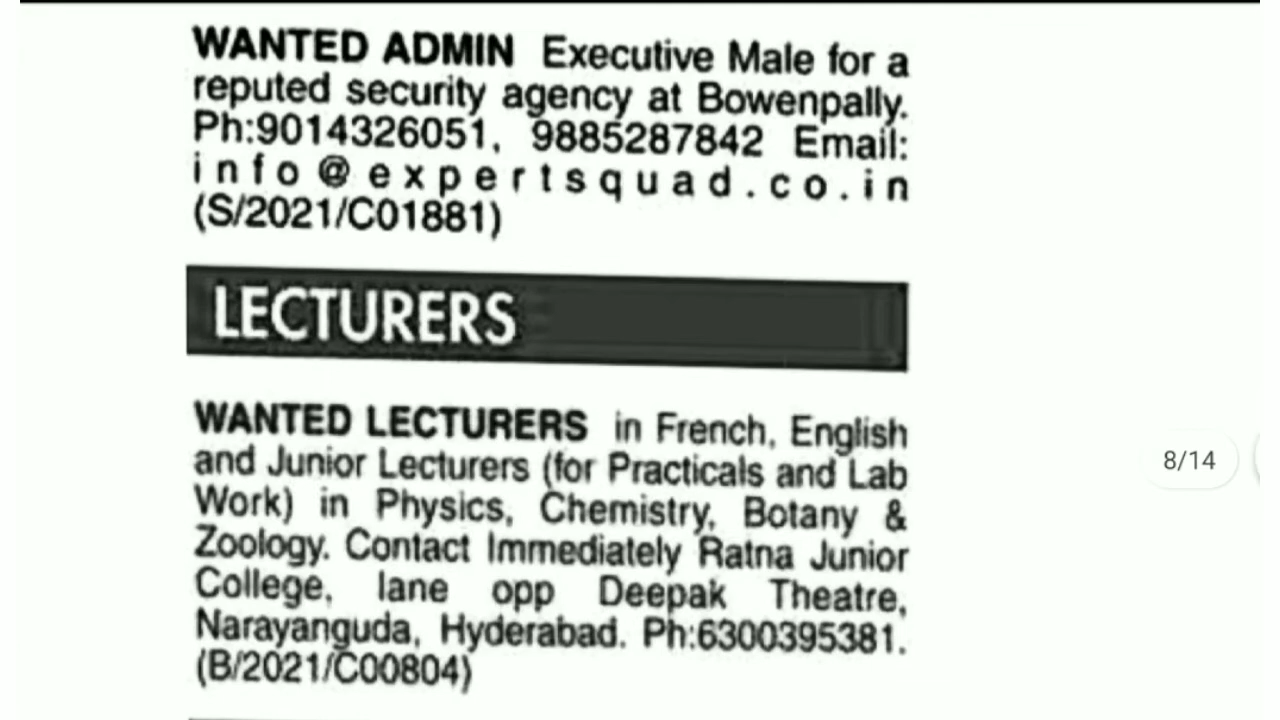 WANTED ADMIN Executive Male for a
reputed security agency at Bowenpally.
Ph:9014326051, 9885287842 Email:
info@expertsquad.co.in
(S/2021/C01881)
LECTURERS
WANTED LECTURERS in French, English
and Junior Lecturers (for Practicals and Lab
Work) in Physics, Chemistry, Botany &
Zoology. Contact Immediately Ratna Junior
College, lane opp Deepak Theatre,
Narayanguda, Hyderabad. Ph:6300395381.
(B/2021/C00804)
8/14